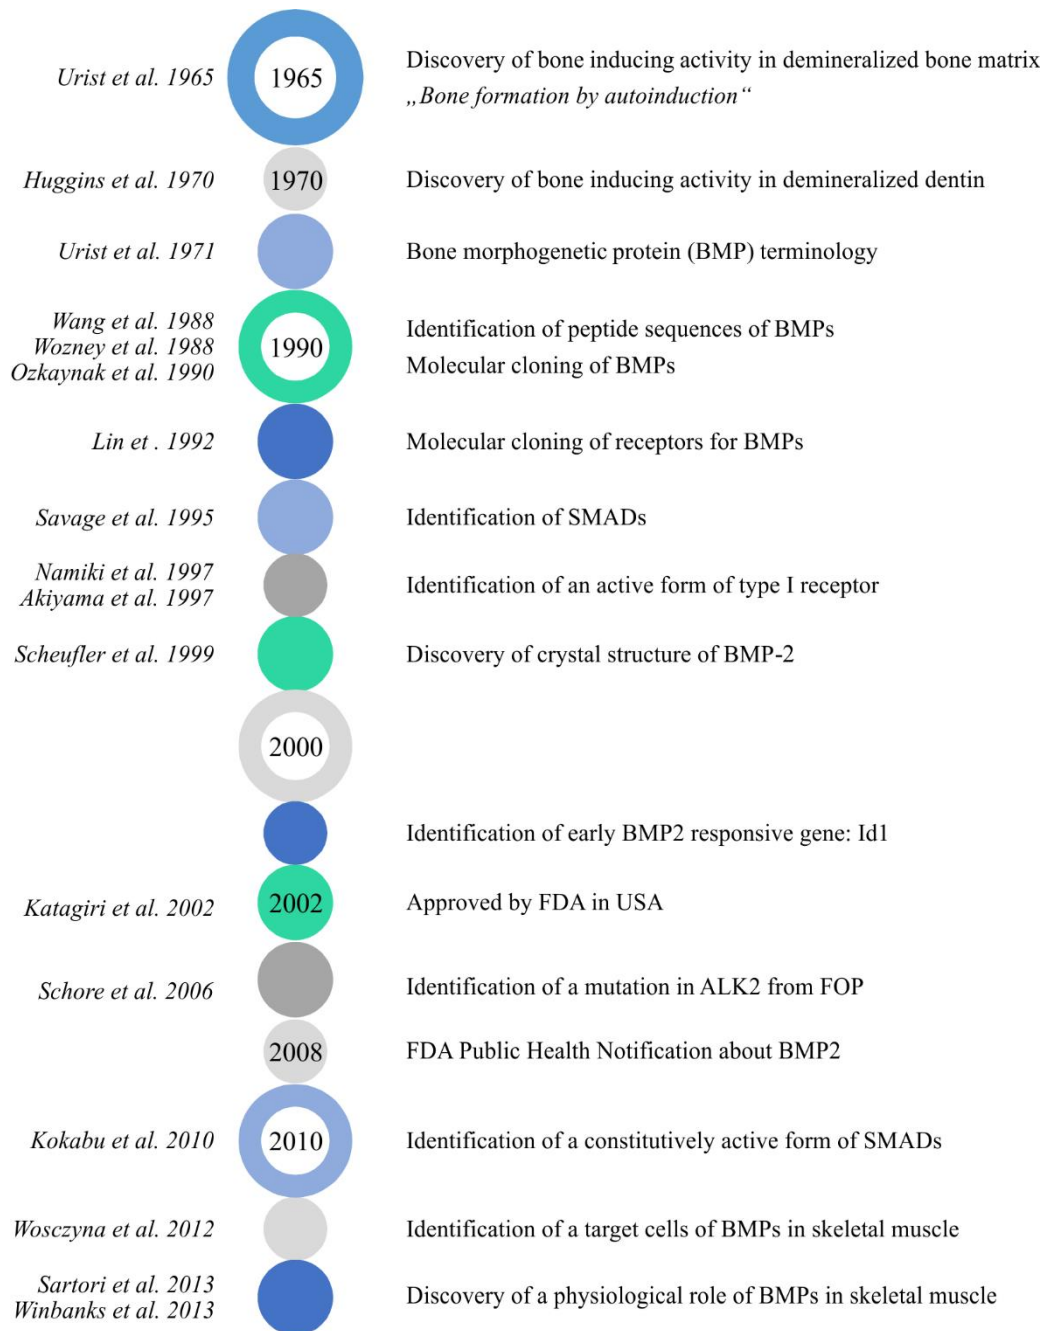 Urist et al. 1965
1965
Discovery of bone inducing activity in demineralized bone matrix
„Bone formation by autoinduction“
Huggins et al. 1970
1970
Discovery of bone inducing activity in demineralized dentin
Urist et al. 1971
Bone morphogenetic protein (BMP) terminology
Wang et al. 1988
Wozney et al. 1988
Ozkaynak et al. 1990
1990
Identification of peptide sequences of BMPs
Molecular cloning of BMPs
Lin et . 1992
Molecular cloning of receptors for BMPs
Savage et al. 1995
Identification of SMADs
Namiki et al. 1997
Akiyama et al. 1997
Identification of an active form of type I receptor
Scheufler et al. 1999
Discovery of crystal structure of BMP-2
2000
Identification of early BMP2 responsive gene: Id1
Katagiri et al. 2002
2002
Approved by FDA in USA
Schore et al. 2006
Identification of a mutation in ALK2 from FOP
2008
FDA Public Health Notification about BMP2
Kokabu et al. 2010
2010
Identification of a constitutively active form of SMADs
Wosczyna et al. 2012
Identification of a target cells of BMPs in skeletal muscle
Sartori et al. 2013
Winbanks et al. 2013
Discovery of a physiological role of BMPs in skeletal muscle